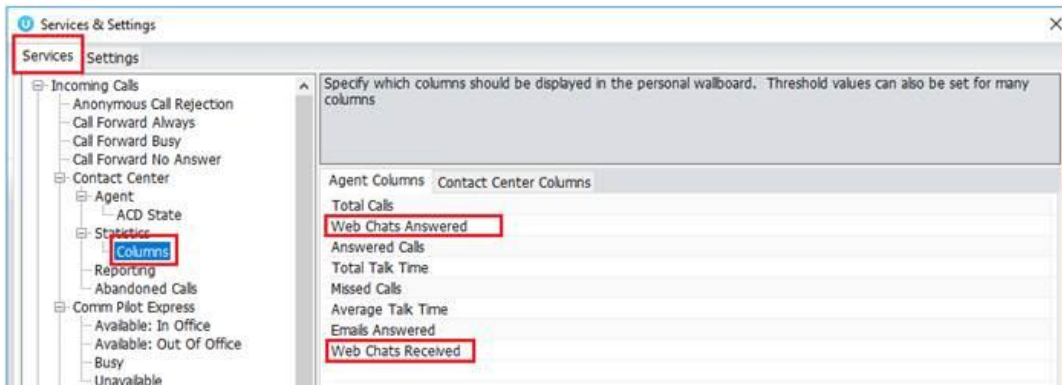 Services & Settings
Services Settings
Incoming Calls
Anonymous Call Rejection
Call Forward Always
Call Forward Busy
Call Forward No Answer
Contact Center
Agent
ACD State
Statistics
Columns
Reporting
Abandoned Calls
Comm Pilot Express
Available: In Office
Available: Out Of Office
Busy
Unavailable
Specify which columns should be displayed in the personal wallboard. Threshold values can also be set for many
columns
Agent Columns Contact Center Columns
Total Calls
Web Chats Answered
Answered Calls
Total Talk Time
Missed Calls
Average Talk Time
Emails Answered
Web Chats Received